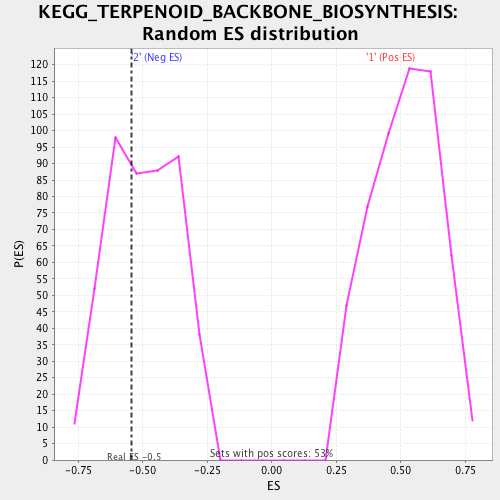 KEGG_TERPENOID_BACKBONE_BIOSYNTHESIS:
Random ES distribution
'2' (Neg ES)
'1' (Pos ES)
120
115
110
105
100
95
90
85
80
75
70
65
60
55
50
45
40
35
30
25
20
15
10
5
0
P(ES)
Real ES -0.5
Sets with pos scores: 53%
-0.75 -0.50 -0.25 0.00 0.25 0.50 0.75
ES